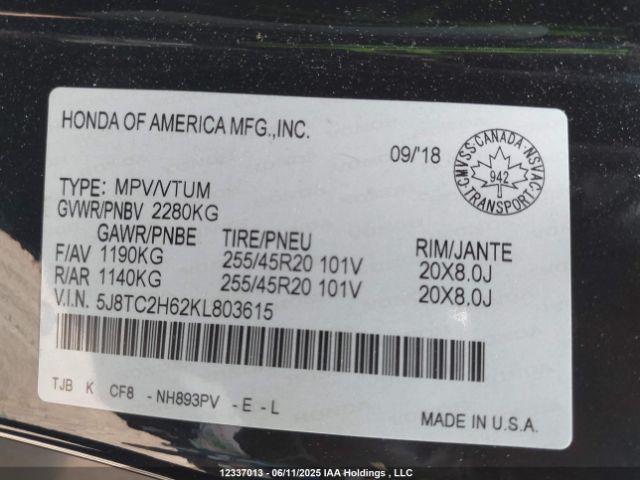 HONDA OF AMERICA MFG.,INC.
09/'18
CMVSS·CANADA·NSVAC
942
TRANSPORT
TYPE: MPV/VTUM
GVWR/PNBV 2280KG
GAWR/PNBE TIRE/PNEU RIM/JANTE
F/AV 1190KG 255/45R20 101V 20X8.0J
R/AR 1140KG 255/45R20 101V 20X8.0J
V.I.N. 5J8TC2H62KL803615
TJB K CF8 - NH893PV - E - L
MADE IN U.S.A.
12337013 - 06/11/2025 IAA Holdings , LLC